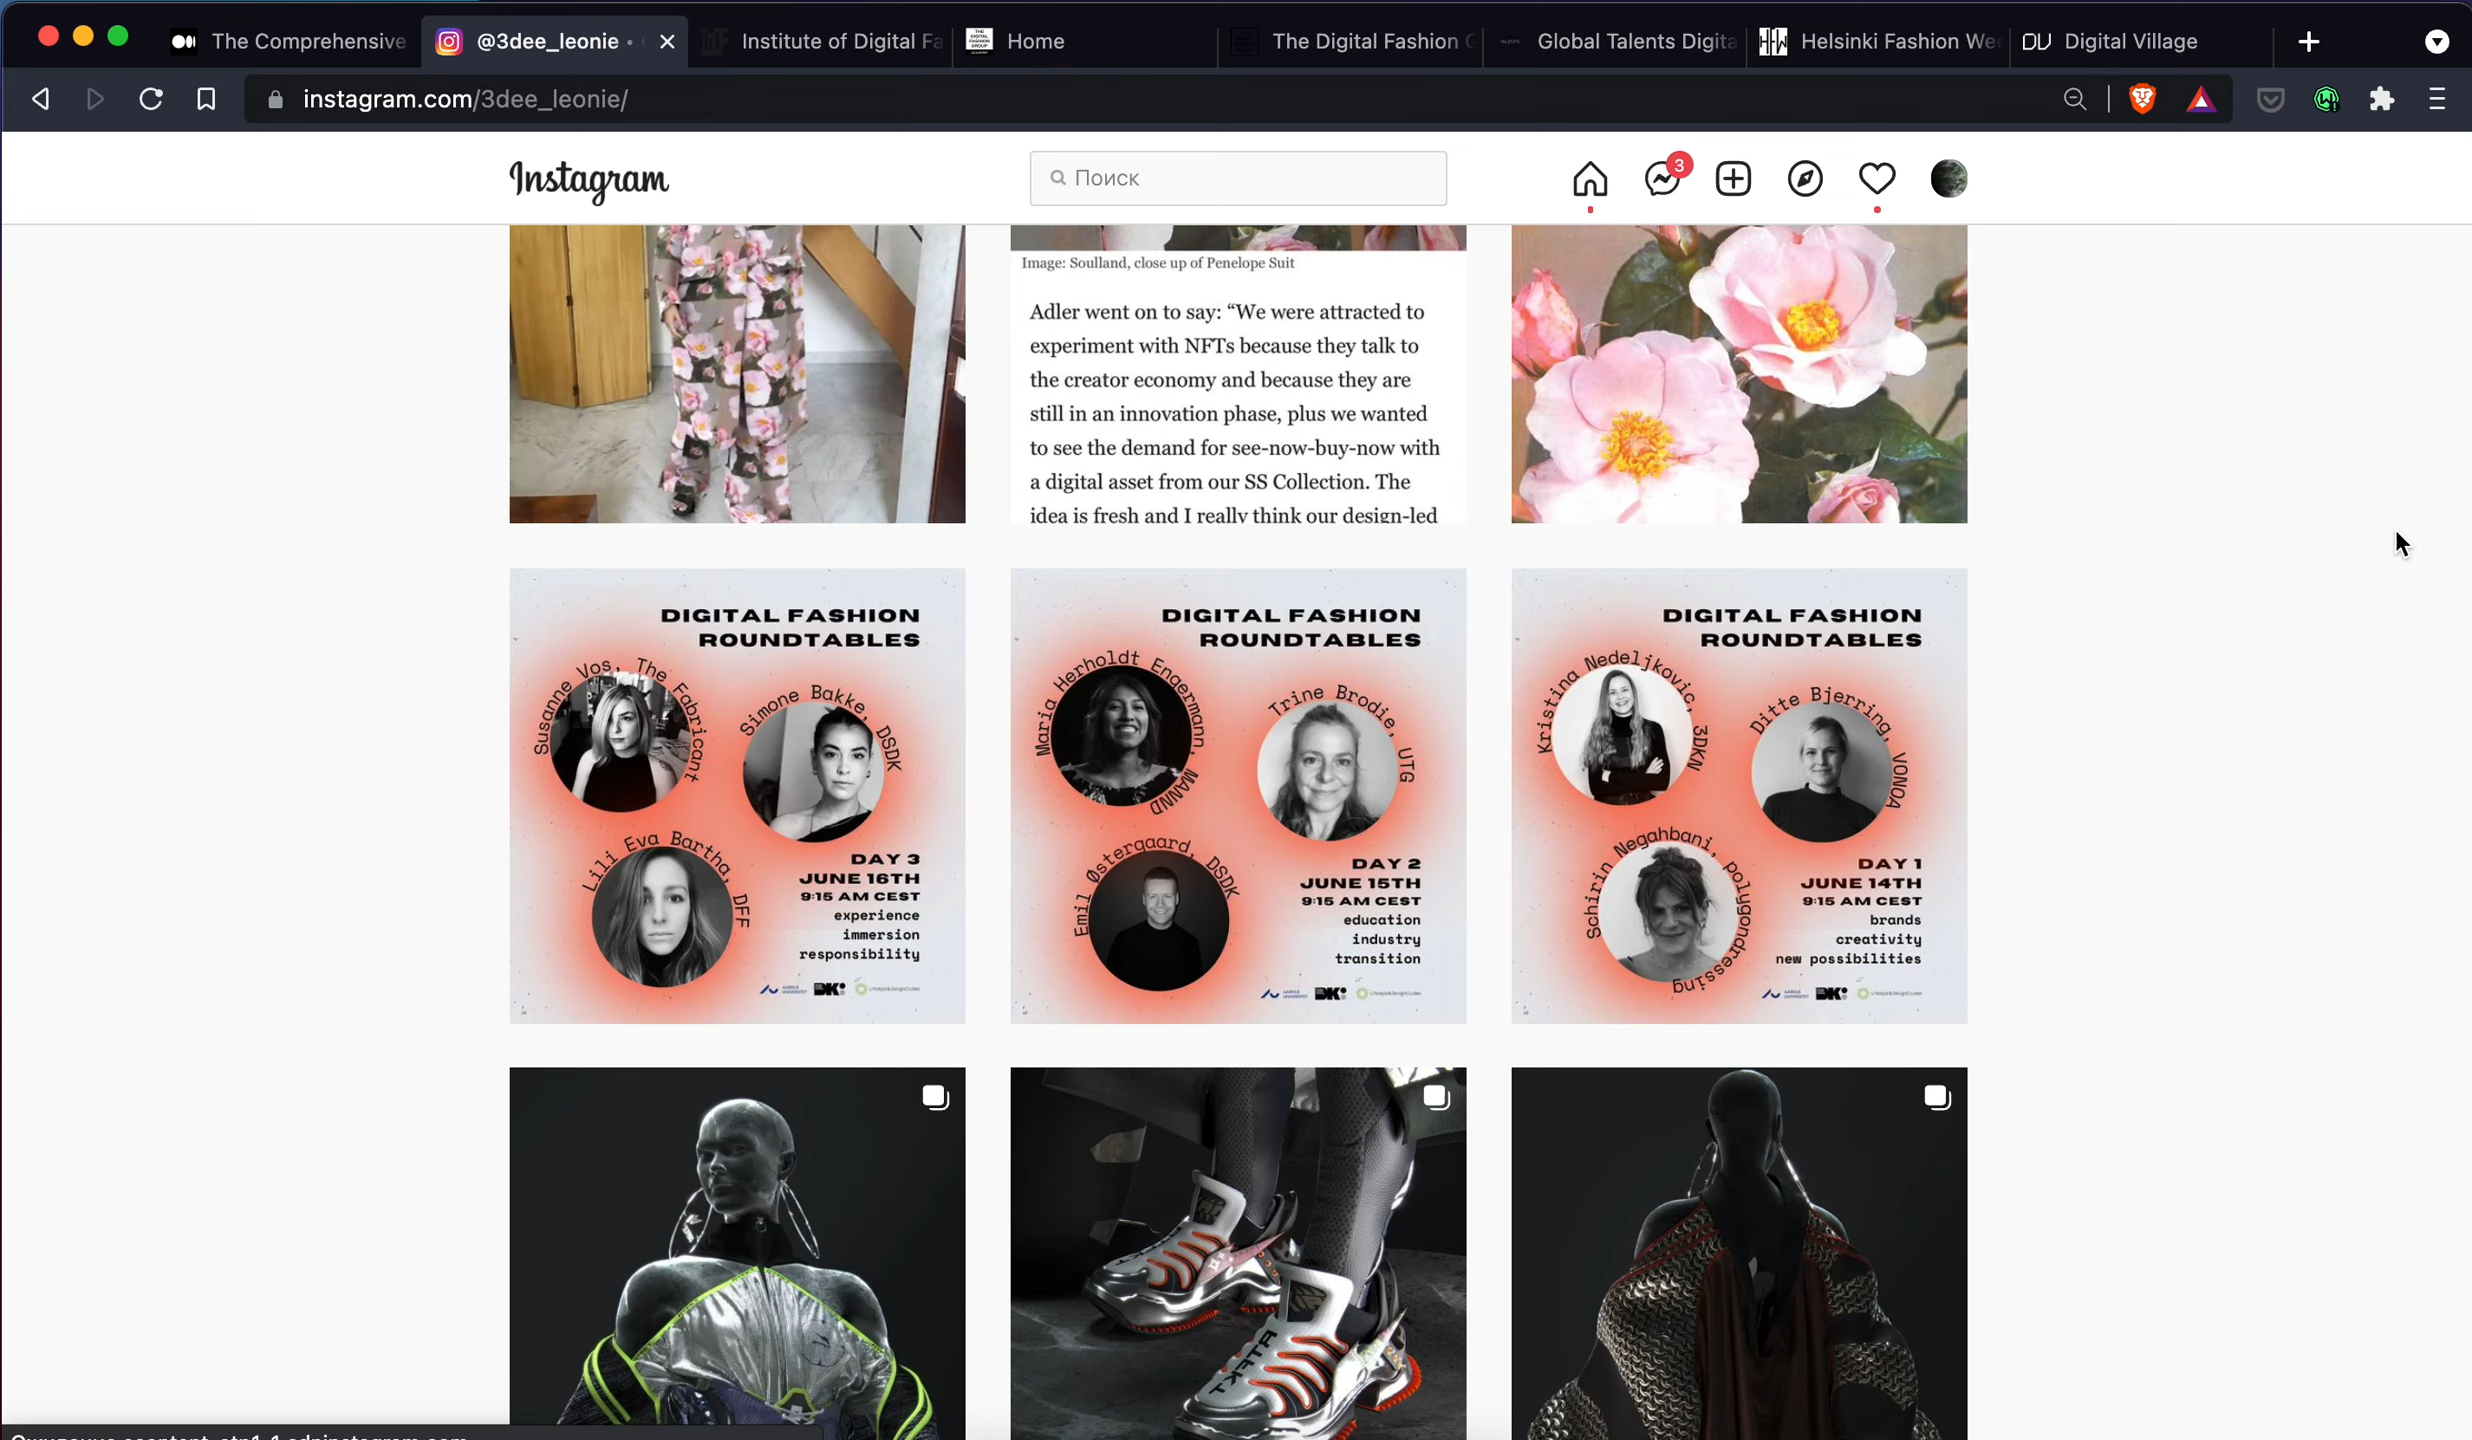 The Comprehensive
@3dee_leonie •
Institute of Digital Fa
Home
The Digital Fashion
Global Talents Digita
Helsinki Fashion We
Digital Village
instagram.com/3dee_leonie/
Instagram
Поиск
3
Image: Soulland, close up of Penelope Suit
Adler went on to say: “We were attracted to
experiment with NFTs because they talk to
the creator economy and because they are
still in an innovation phase, plus we wanted
to see the demand for see-now-buy-now with
a digital asset from our SS Collection. The
idea is fresh and I really think our design-led
DIGITAL FASHION
ROUNDTABLES
Susanne Vos, The Fabricant
Simone Bakke, DSDK
Lili Eva Bartha, DFF
DAY 3
JUNE 16TH
9:15 AM CEST
experience
immersion
responsibility
DK:
DIGITAL FASHION
ROUNDTABLES
Maria Herholdt Engermann, MANND
Trine Brodie, UTG
Emil Østergaard, DSDK
DAY 2
JUNE 15TH
9:15 AM CEST
education
industry
transition
DK:
DIGITAL FASHION
ROUNDTABLES
Kristina Nedeljkovic, 3DKN
Ditte Bjerring, VONOA
Schirin Negahbani, polygondressing
DAY 1
JUNE 14TH
9:15 AM CEST
brands
creativity
new possibilities
DK: